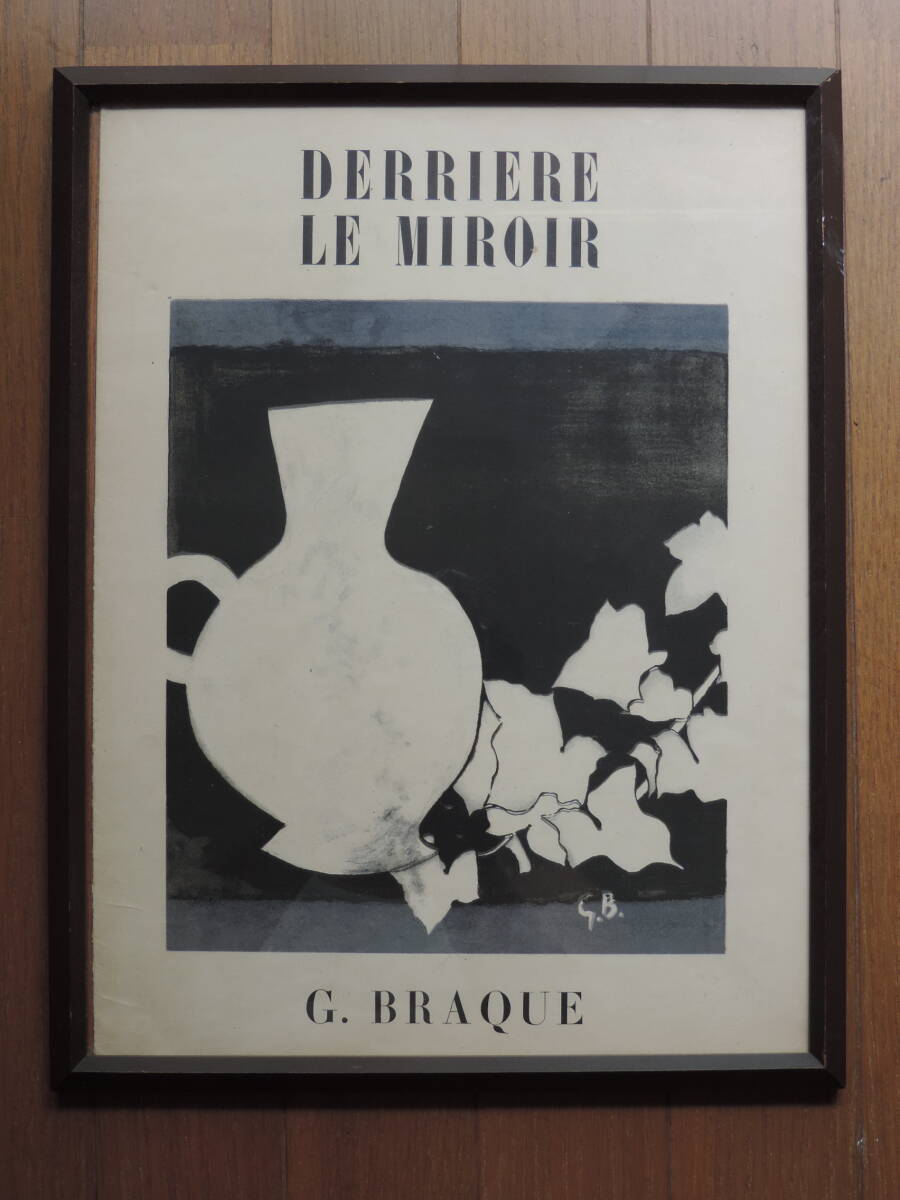 DERRIERE
LE MIROIR
G.B.
G. BRAQUE